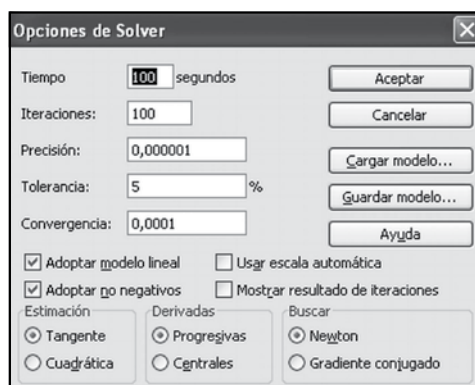 Opciones de Solver
Tiempo 100 segundos Aceptar
Iteraciones: 100 Cancelar
Precisión: 0,000001 Cargar modelo...
Tolerancia: 5 % Guardar modelo...
Convergencia: 0,0001 Ayuda
Adoptar modelo lineal Usar escala automática
Adoptar no negativos Mostrar resultado de iteraciones
Estimación Derivadas Buscar
Tangente Progresivas Newton
Cuadrática Centrales Gradiente conjugado